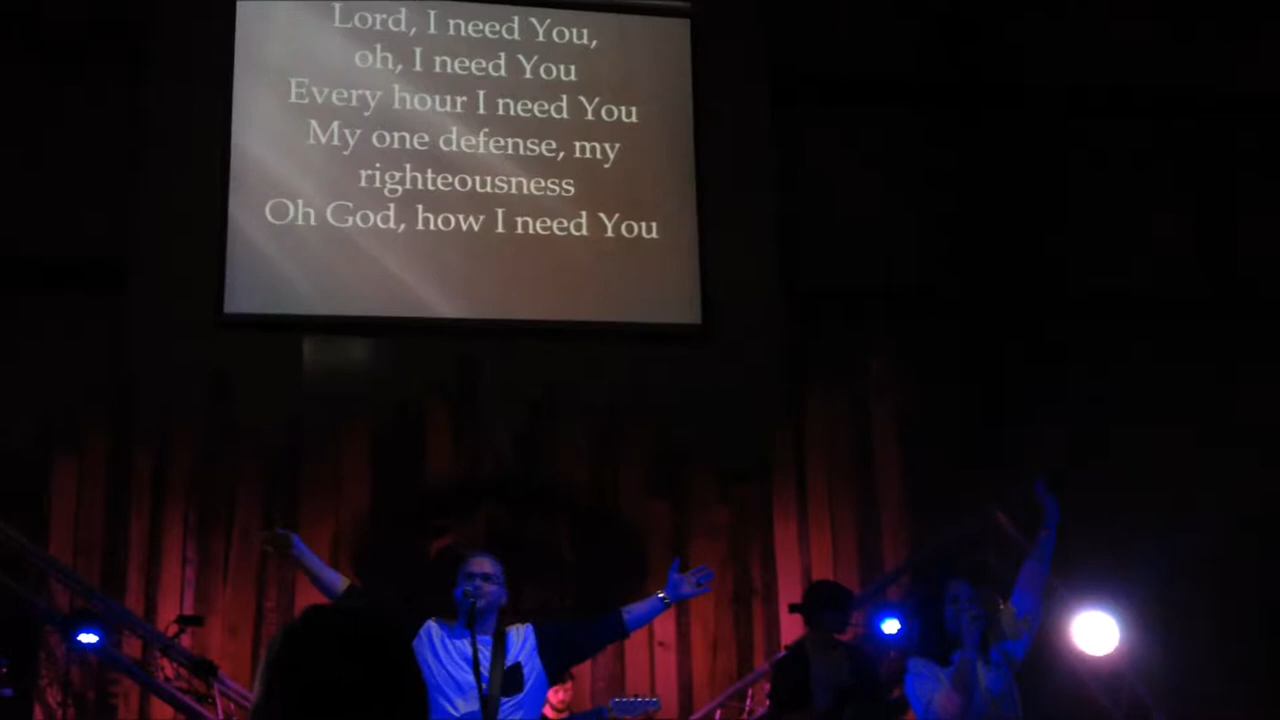 Lord, I need You,
oh, I need You
Every hour I need You
My one defense, my
righteousness
Oh God, how I need You